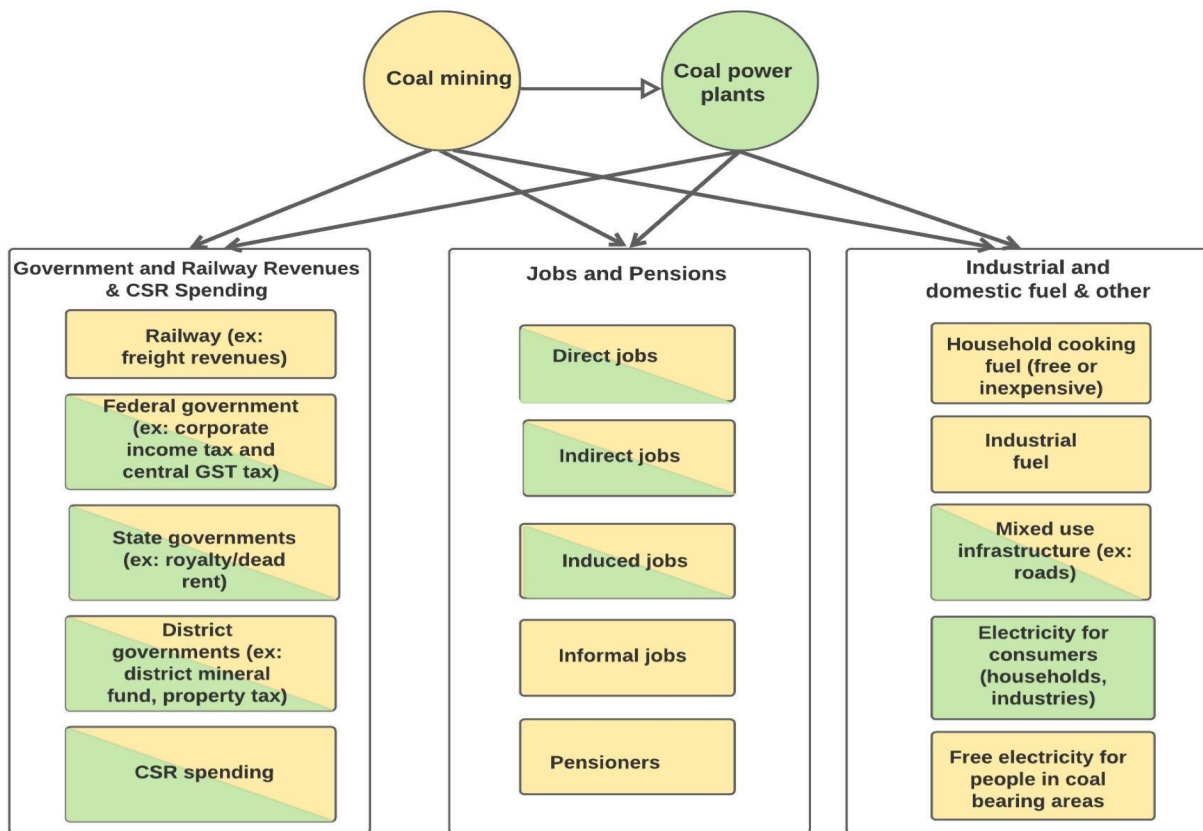 Coal mining
Coal power
plants
Government and Railway Revenues
& CSR Spending
Railway (ex:
freight revenues)
Federal government
(ex: corporate
income tax and
central GST tax)
State governments
(ex: royalty/dead
rent)
District
governments (ex:
district mineral
fund, property tax)
CSR spending
Jobs and Pensions
Direct jobs
Indirect jobs
Induced jobs
Informal jobs
Pensioners
Industrial and
domestic fuel & other
Household cooking
fuel (free or
inexpensive)
Industrial
fuel
Mixed use
infrastructure (ex:
roads)
Electricity for
consumers
(households,
industries)
Free electricity for
people in coal
bearing areas